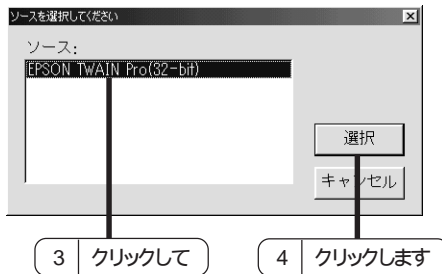 ソースを選択してください
ソース:
EPSON TWAIN Pro(32-bit)
選択
キャンセル
3 クリックして
4 クリックします